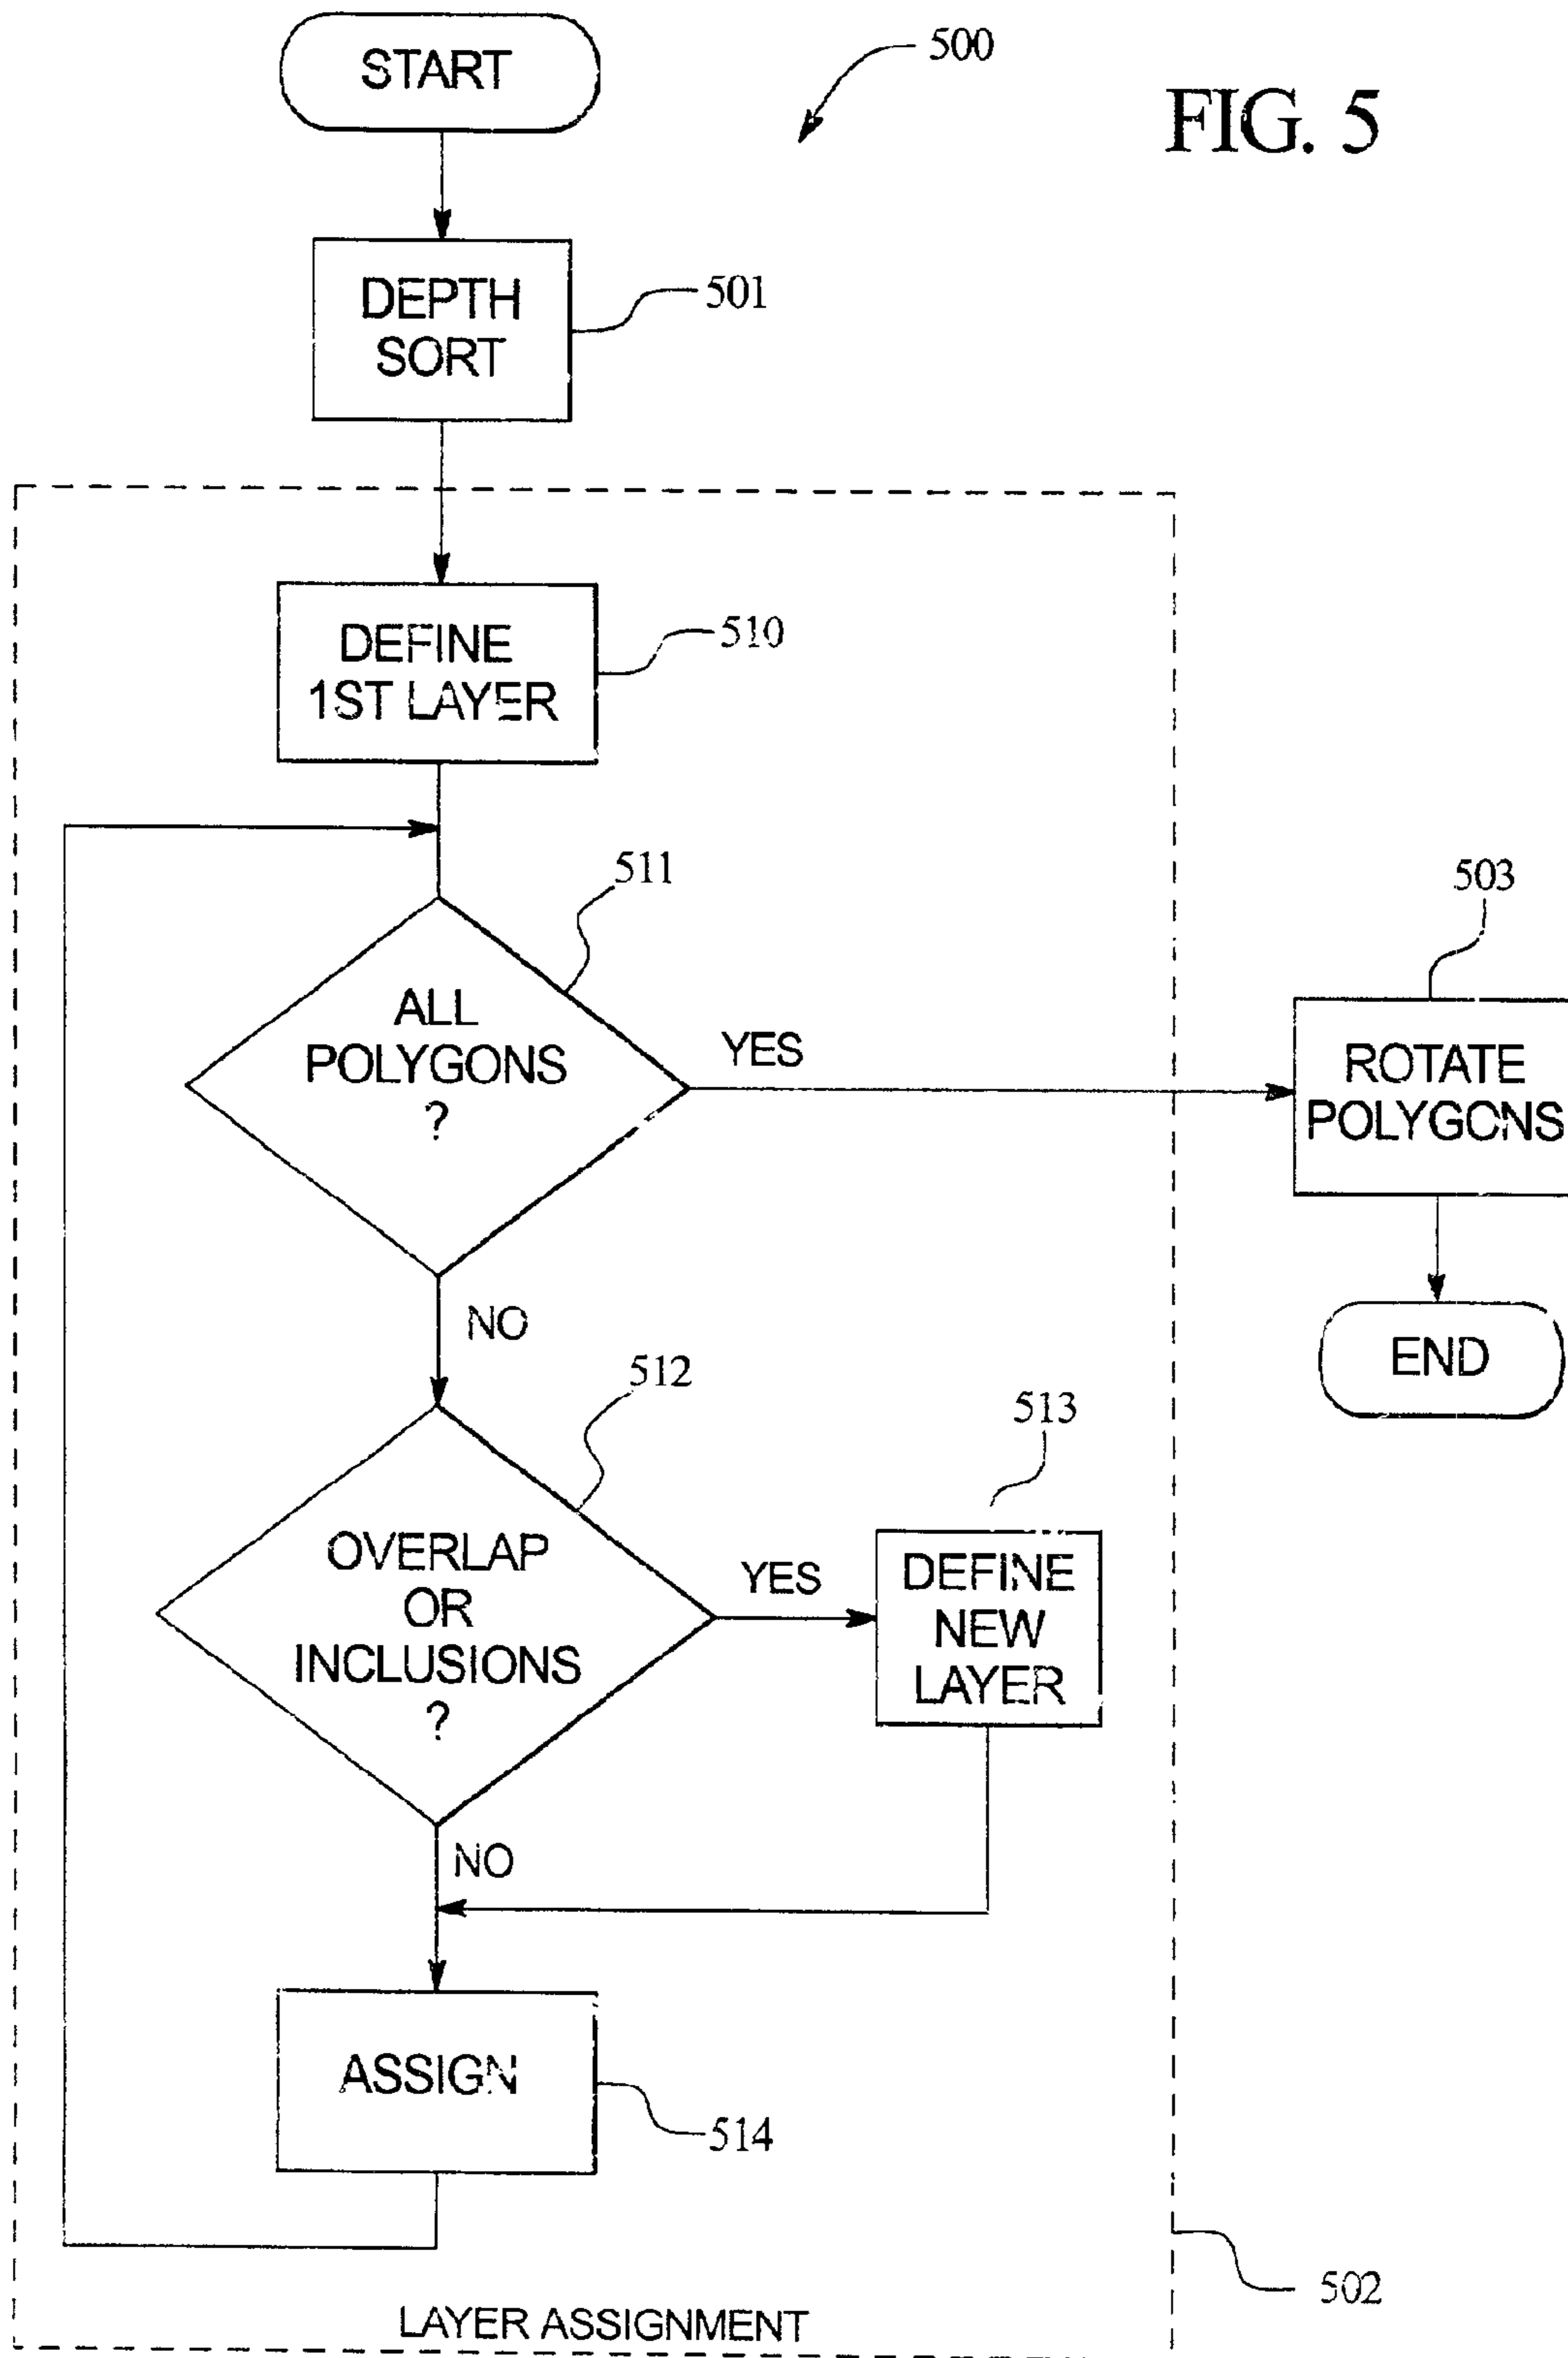 START
500
FIG. 5
DEPTH
SORT
501
DEFINE
1ST LAYER
510
511
ALL
POLYGONS
?
YES
503
ROTATE
POLYGONS
END
NO
512
OVERLAP
OR
INCLUSIONS
?
YES
513
DEFINE
NEW
LAYER
NO
ASSIGN
514
502
LAYER ASSIGNMENT